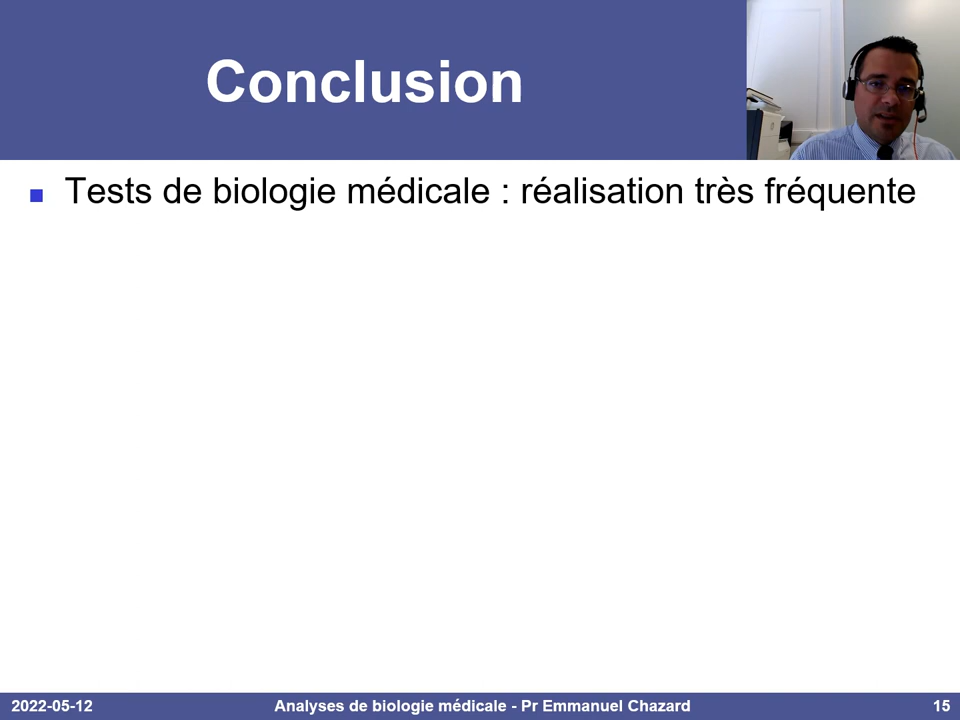 Conclusion
Tests de biologie médicale : réalisation très fréquente
2022-05-12
Analyses de biologie médicale - Pr Emmanuel Chazard
15